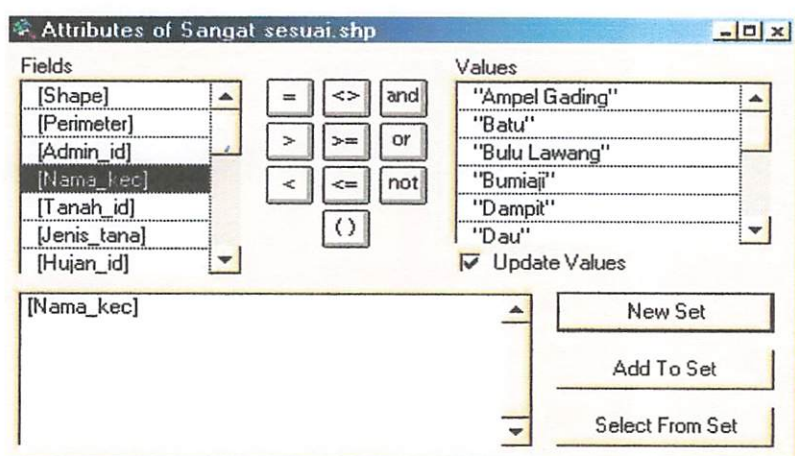 Attributes of Sangat sesuai.shp
Fields
[Shape]
[Perimeter]
[Admin_id]
[Nama_kec]
[Tanah_id]
[Jenis_tana]
[Hujan_id]
= <> and
> >= or
< <= not
()
Values
"Ampel Gading"
"Batu"
"Bulu Lawang"
"Bumiaji"
"Dampit"
"Dau"
Update Values
[Nama_kec]
New Set
Add To Set
Select From Set